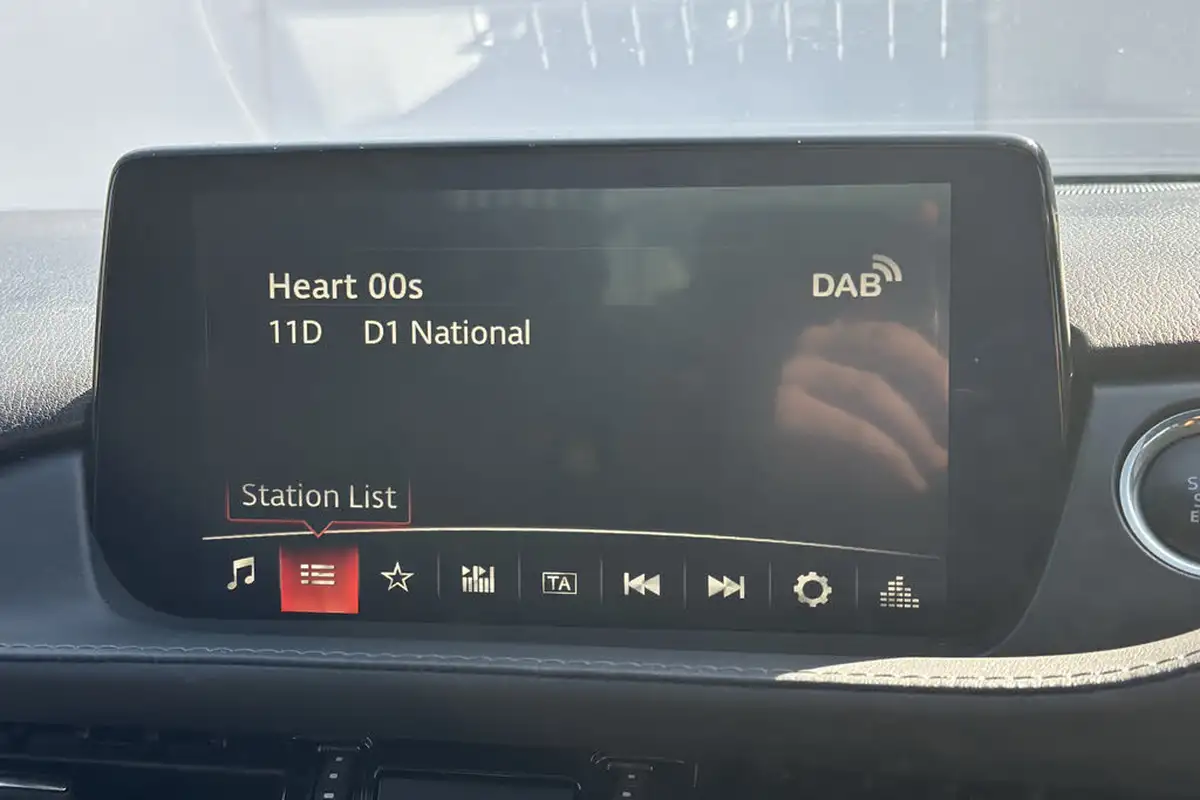 Heart 00s
DAB
11D D1 National
Station List
TA